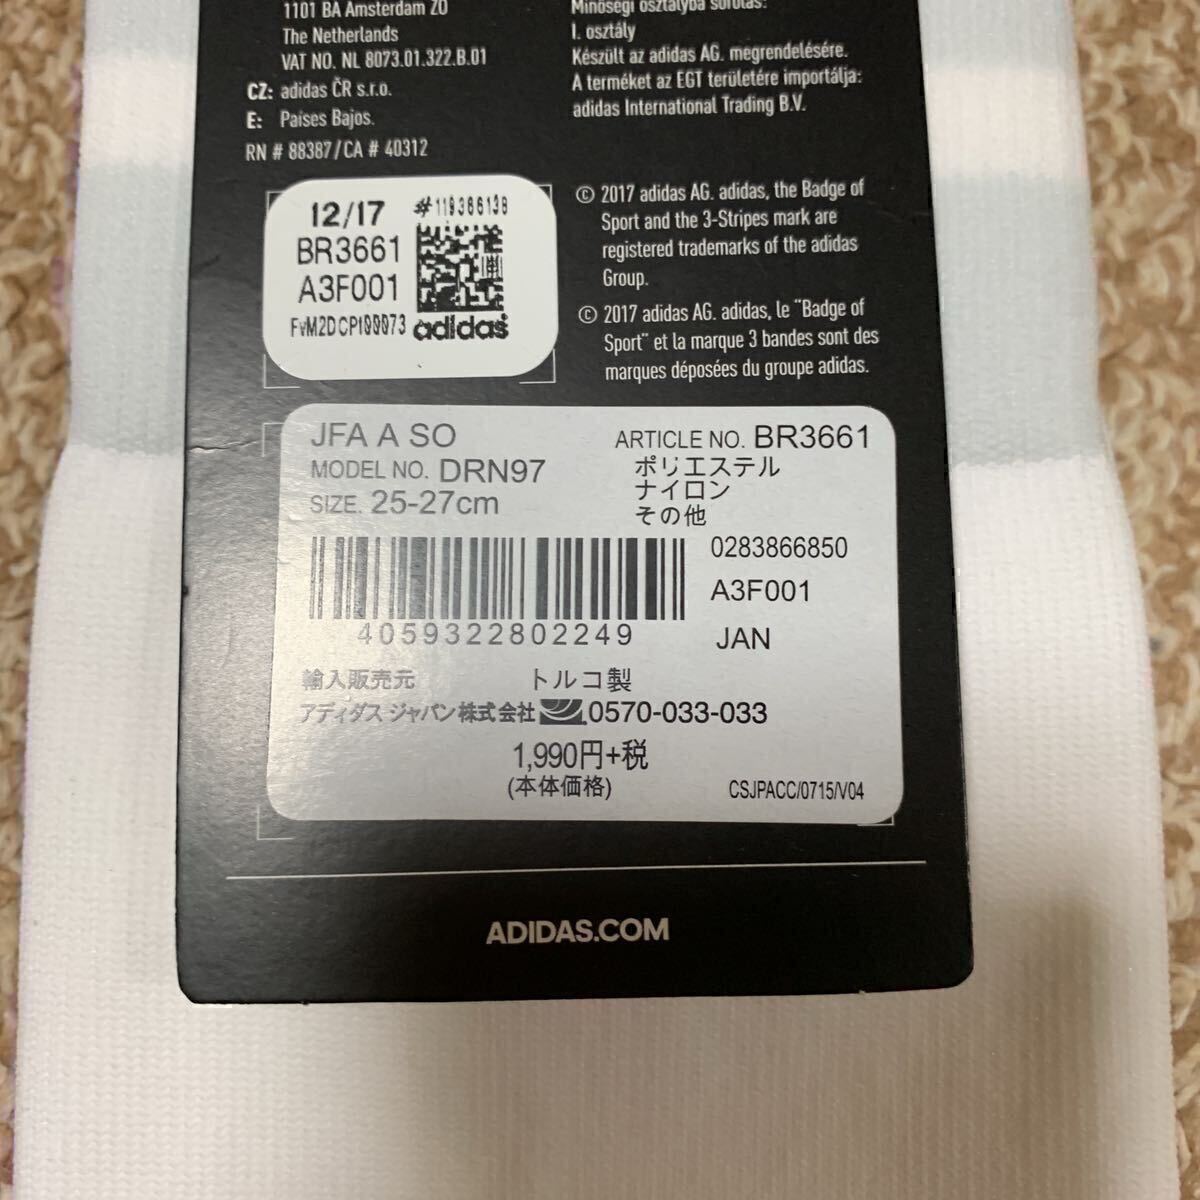 1101 BA Amsterdam ZO
The Netherlands
VAT NO. NL 8073.01.322.B.01
CZ: adidas ČR s.r.o.
E: Países Bajos.
RN # 88387/CA # 40312
Minőségi osztályba sorolás:
I. osztály
Készült az adidas AG. megrendelésére.
A terméket az EGT területére importálja:
adidas International Trading B.V.
12/17
#119366138
BR3661
A3F001
FvM2DCP100073
adidas
© 2017 adidas AG. adidas, the Badge of
Sport and the 3-Stripes mark are
registered trademarks of the adidas
Group.
© 2017 adidas AG. adidas, le "Badge of
Sport" et la marque 3 bandes sont des
marques déposées du groupe adidas.
JFA A SO
MODEL NO. DRN97
SIZE. 25-27cm
ARTICLE NO. BR3661
ポリエステル
ナイロン
その他
0283866850
A3F001
JAN
4059322802249
輸入販売元 トルコ製
アディダス ジャパン株式会社 0570-033-033
1,990円+税
(本体価格)
CSJPACC/0715/V04
ADIDAS.COM